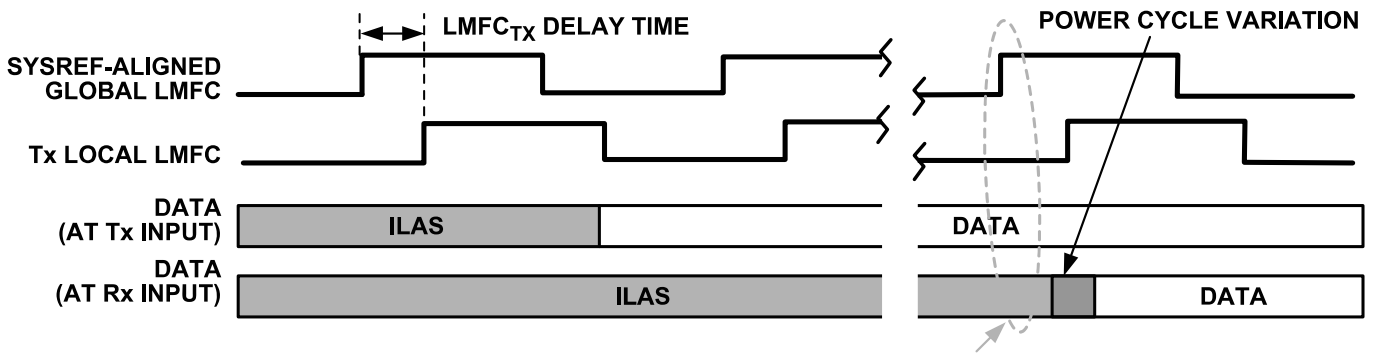 LMFCTX DELAY TIME
POWER CYCLE VARIATION
SYSREF-ALIGNED
GLOBAL LMFC
Tx LOCAL LMFC
DATA
(AT Tx INPUT)
ILAS
DATA
DATA
(AT Rx INPUT)
ILAS
DATA